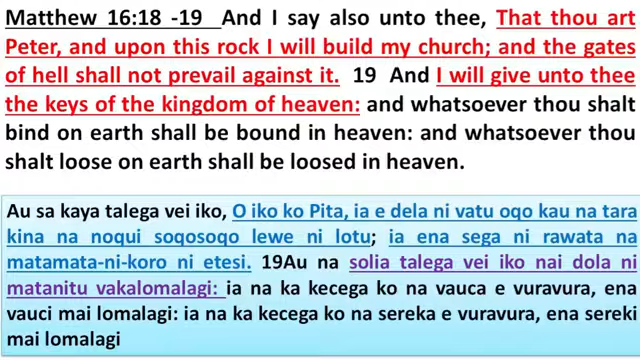 Matthew 16:18 -19 And I say also unto thee, That thou art
Peter, and upon this rock I will build my church; and the gates
of hell shall not prevail against it. 19 And I will give unto thee
the keys of the kingdom of heaven: and whatsoever thou shalt
bind on earth shall be bound in heaven: and whatsoever thou
shalt loose on earth shall be loosed in heaven.
Au sa kaya talega vei iko, O iko ko Pita, ia e dela ni vatu oqo kau na tara
kina na noqui soqosoqo lewe ni lotu; ia ena sega ni rawata na
matamata-ni-koro ni etesi. 19Au na solia talega vei iko nai dola ni
matanitu vakalomalagi: ia na ka kecega ko na vauca e vuravura, ena
vauci mai lomalagi: ia na ka kecega ko na sereka e vuravura, ena sereki
mai lomalagi